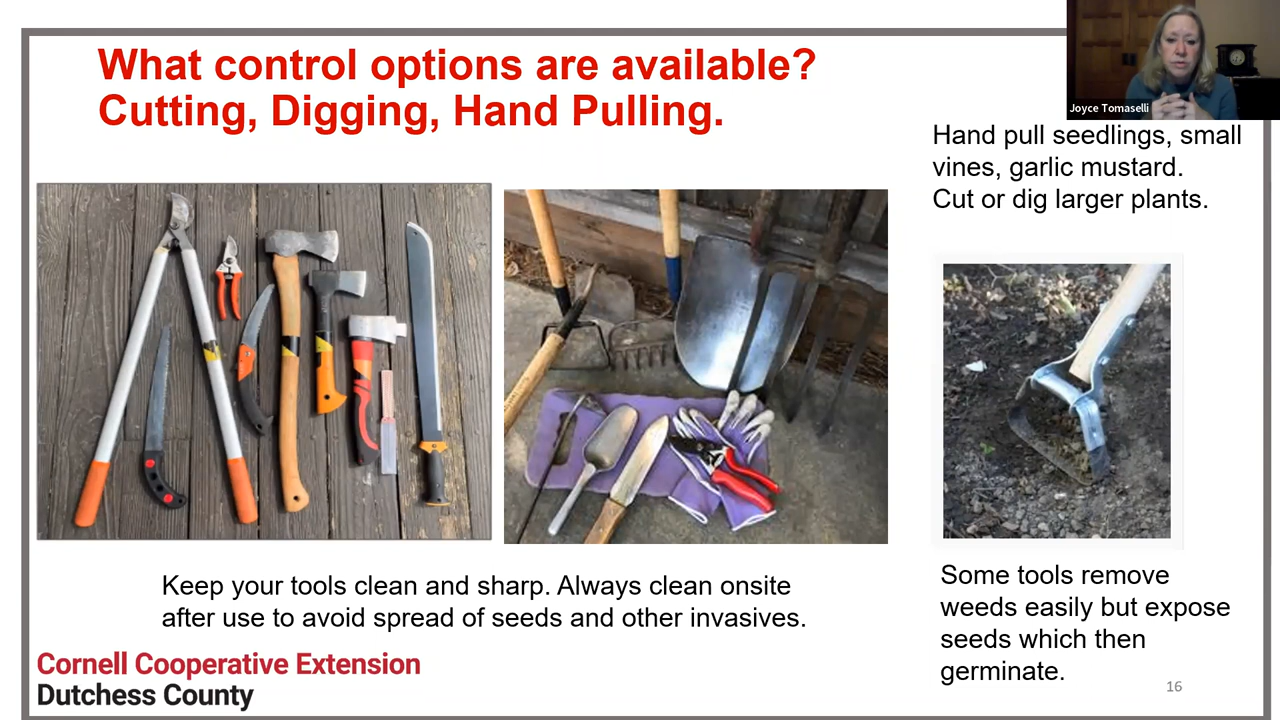 What control options are available?
Cutting, Digging, Hand Pulling.
Joyce Tomaselli
Hand pull seedlings, small
vines, garlic mustard.
Cut or dig larger plants.
Keep your tools clean and sharp. Always clean onsite
after use to avoid spread of seeds and other invasives.
Some tools remove
weeds easily but expose
seeds which then
germinate.
Cornell Cooperative Extension
Dutchess County
16